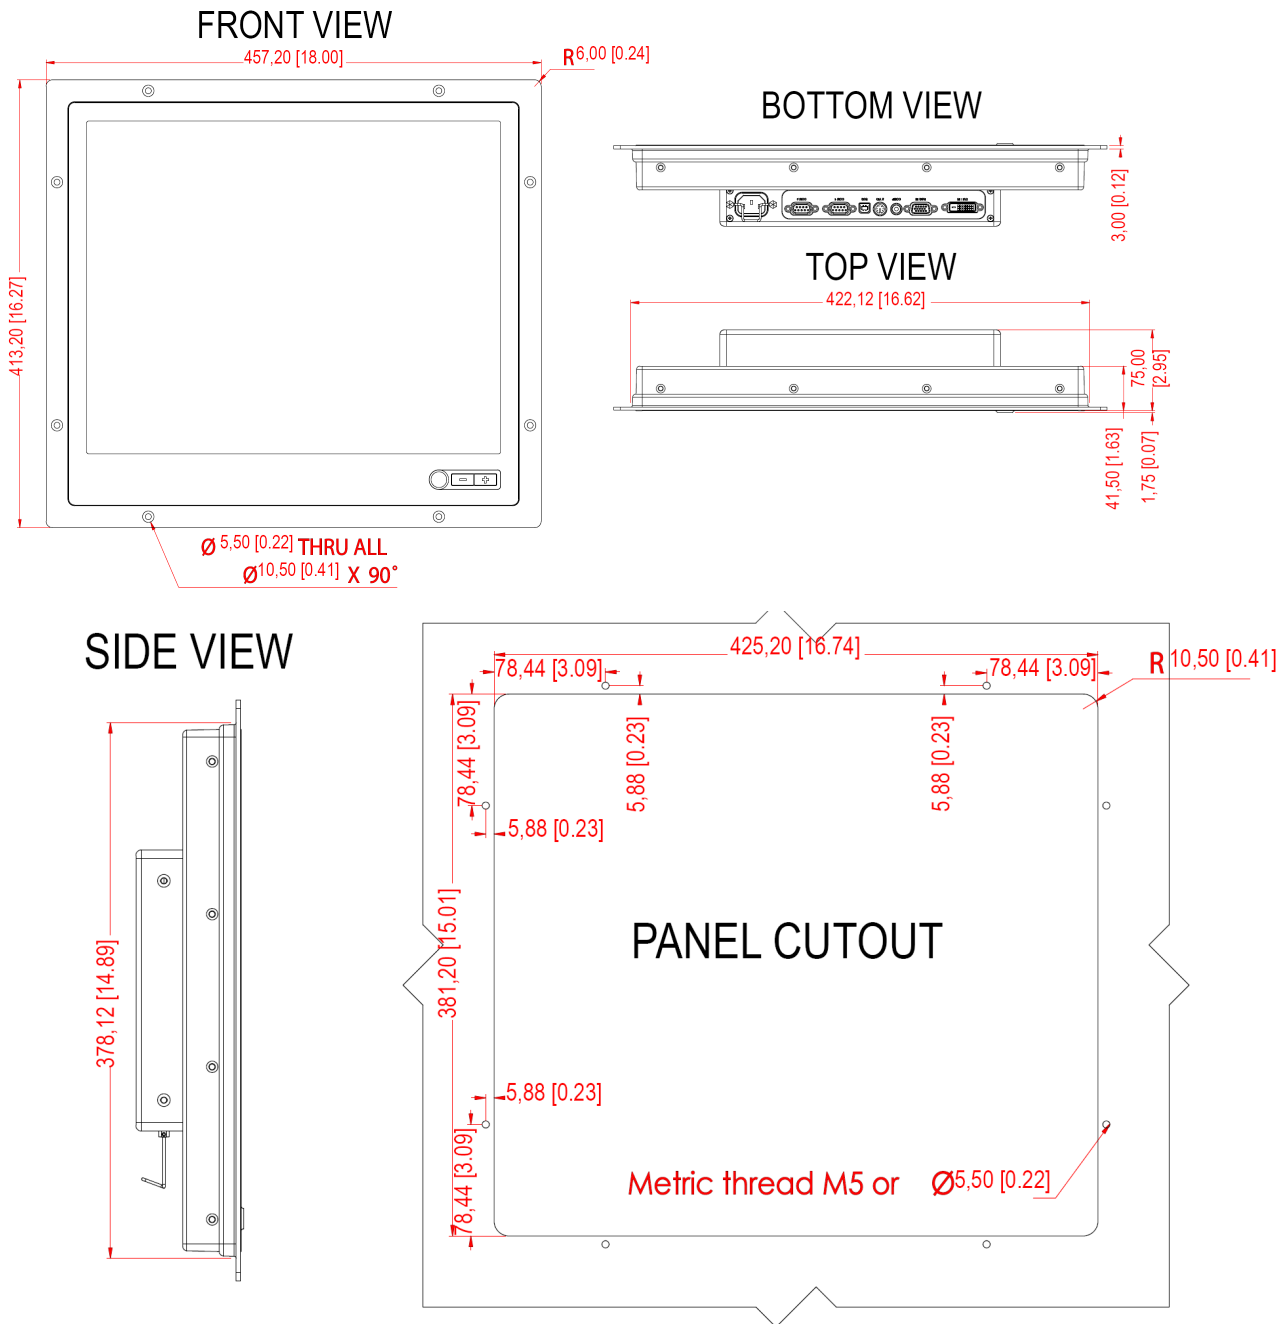 FRONT VIEW
457,20 [18.00]
R6,00 [0.24]
413,20 [16.27]
Ø 5,50 [0.22] THRU ALL
Ø10,50 [0.41] X 90°
BOTTOM VIEW
3,00 [0.12]
TOP VIEW
422,12 [16.62]
75,00
[2.95]
41,50 [1.63]
1,75 [0.07]
SIDE VIEW
378,12 [14.89]
425,20 [16.74]
78,44 [3.09]
78,44 [3.09]
R 10,50 [0.41]
78,44 [3.09]
5,88 [0.23]
5,88 [0.23]
5,88 [0.23]
381,20 [15.01]
PANEL CUTOUT
5,88 [0.23]
78,44 [3.09]
Metric thread M5 or Ø5,50 [0.22]